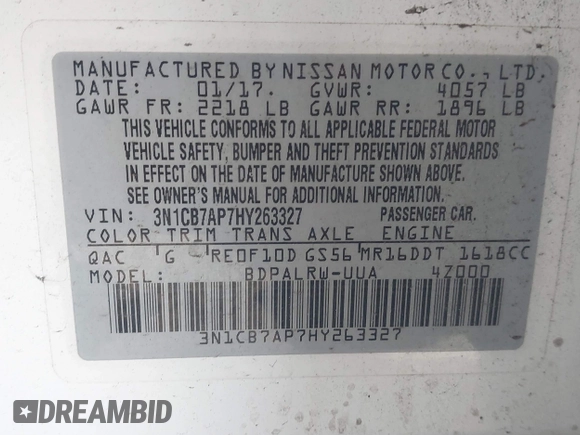 MANUFACTURED BY NISSAN MOTOR CO., LTD.
DATE: 01/17. GVWR: 4057 LB
GAWR FR: 2218 LB GAWR RR: 1896 LB
THIS VEHICLE CONFORMS TO ALL APPLICABLE FEDERAL MOTOR
VEHICLE SAFETY, BUMPER AND THEFT PREVENTION STANDARDS
IN EFFECT ON THE DATE OF MANUFACTURE SHOWN ABOVE.
SEE OWNER'S MANUAL FOR ADDITIONAL INFORMATION.
VIN: 3N1CB7AP7HY263327 PASSENGER CAR.
COLOR TRIM TRANS AXLE ENGINE
QAC G RE0F10D GS56 MR16DDT 1618CC
MODEL: BDPALRW-UUA 4Z000
3N1CB7AP7HY263327
DREAMBID